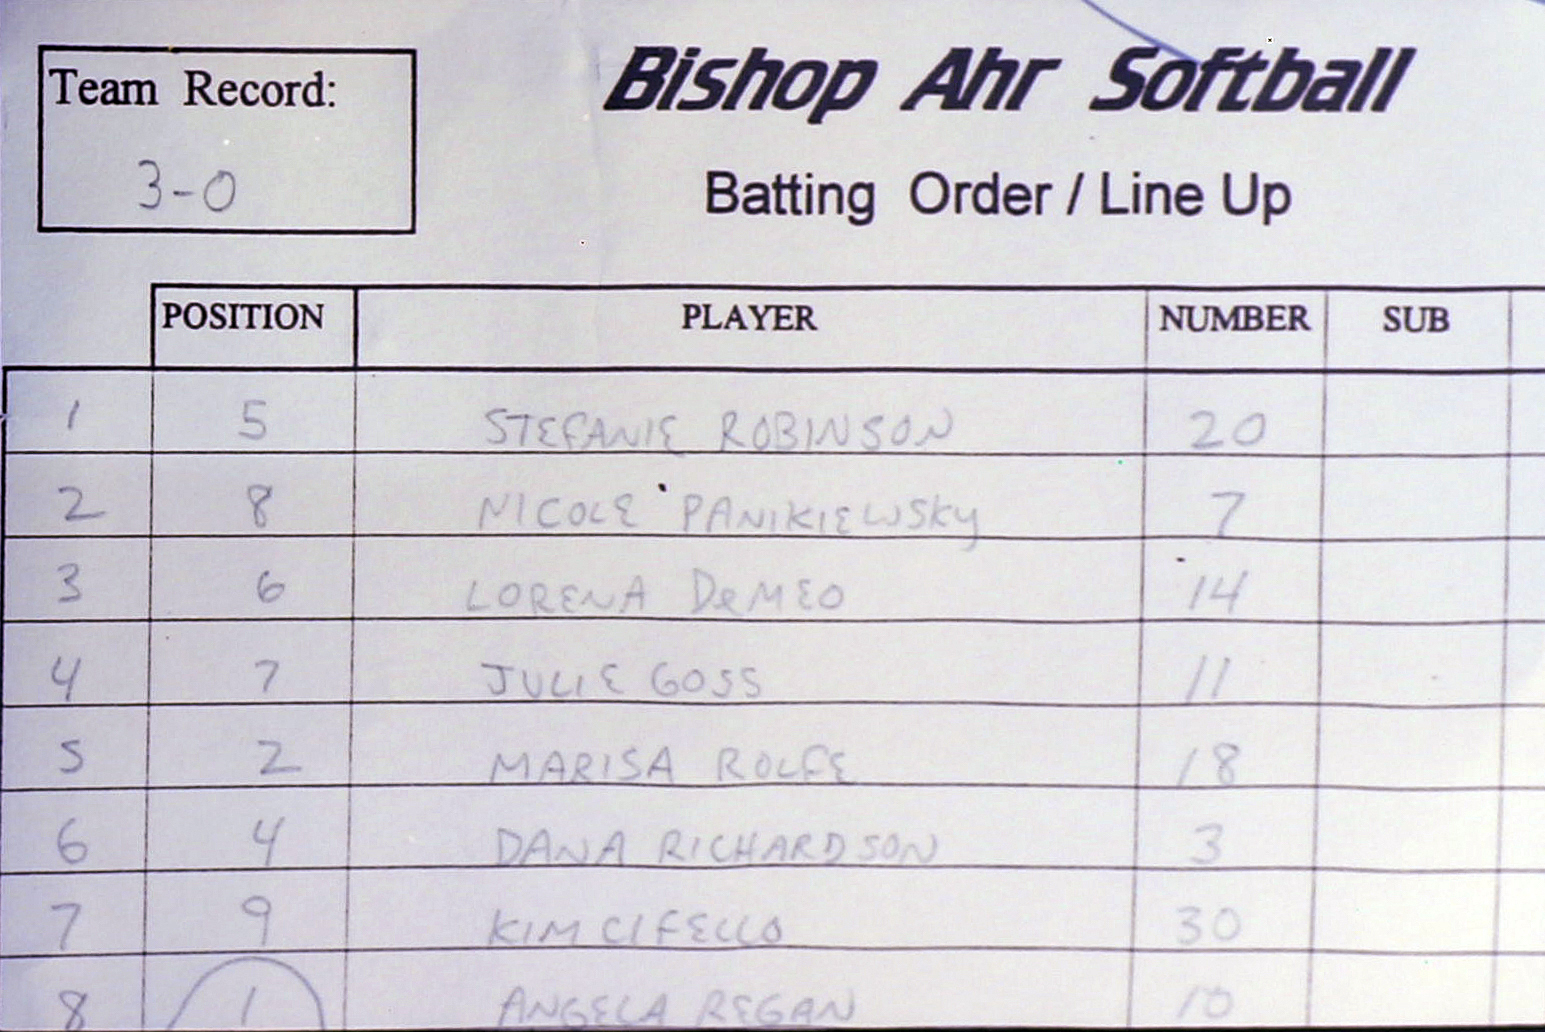 Team Record:
3-0
Bishop Ahr Softball
Batting Order / Line Up
POSITION PLAYER NUMBER SUB
1 5 STEFANIE ROBINSON 20
2 8 NICOLE PANIKIEWSKY 7
3 6 LORENA DeMEO 14
4 7 JULIE GOSS 11
5 2 MARISA ROLFE 18
6 4 DANA RICHARDSON 3
7 9 KIM CIFELLO 30
8 1 ANGELA REGAN 10